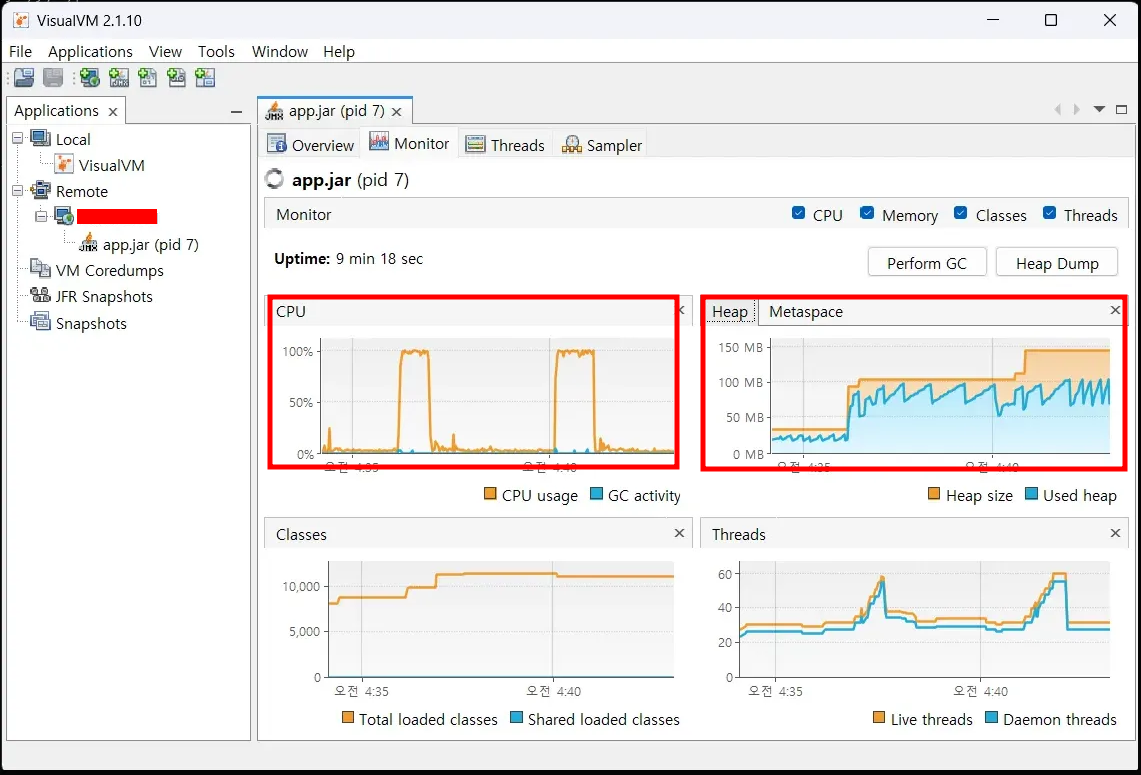 VisualVM 2.1.10
File Applications View Tools Window Help
Applications
Local
VisualVM
Remote
app.jar (pid 7)
VM Coredumps
JFR Snapshots
Snapshots
app.jar (pid 7)
Overview Monitor Threads Sampler
app.jar (pid 7)
Monitor
CPU Memory Classes Threads
Uptime: 9 min 18 sec
Perform GC Heap Dump
CPU
100%
50%
0%
오전 4:35 오전 4:40
CPU usage GC activity
Heap Metaspace
150 MB
100 MB
50 MB
0 MB
오전 4:35 오전 4:40
Heap size Used heap
Classes
10,000
5,000
0
오전 4:35 오전 4:40
Total loaded classes Shared loaded classes
Threads
60
40
20
0
오전 4:35 오전 4:40
Live threads Daemon threads